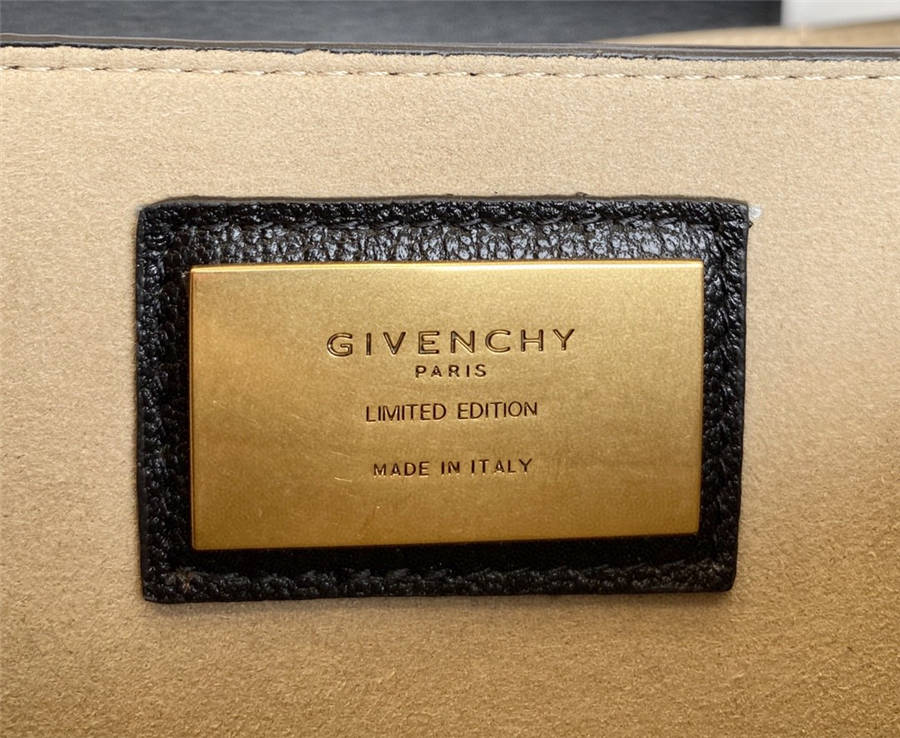 GIVENCHY
PARIS
LIMITED EDITION
MADE IN ITALY